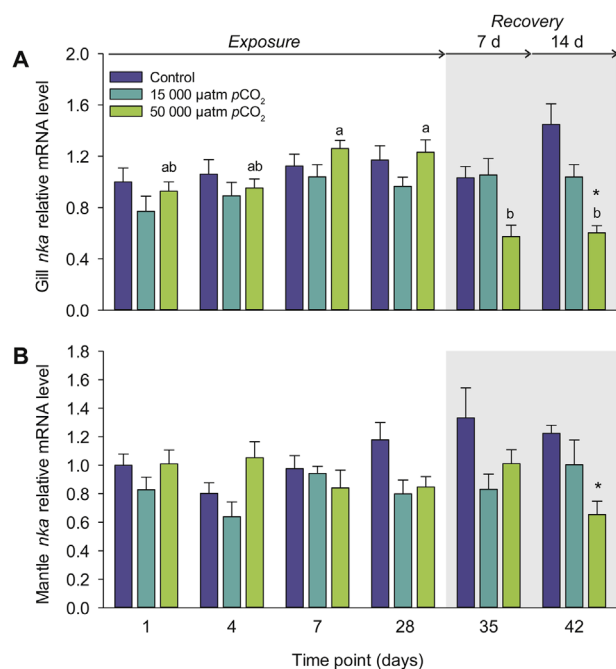 Recovery
Exposure
7 d
14 d
A
Control
15 000 µatm pCO₂
50 000 µatm pCO₂
2.0
1.6
1.2
0.8
0.4
0.0
Gill nka relative mRNA level
ab
ab
a
a
b
*
b
B
1.8
1.6
1.4
1.2
1.0
0.8
0.6
0.4
0.2
0.0
Mantle nka relative mRNA level
*
1
4
7
28
35
42
Time point (days)